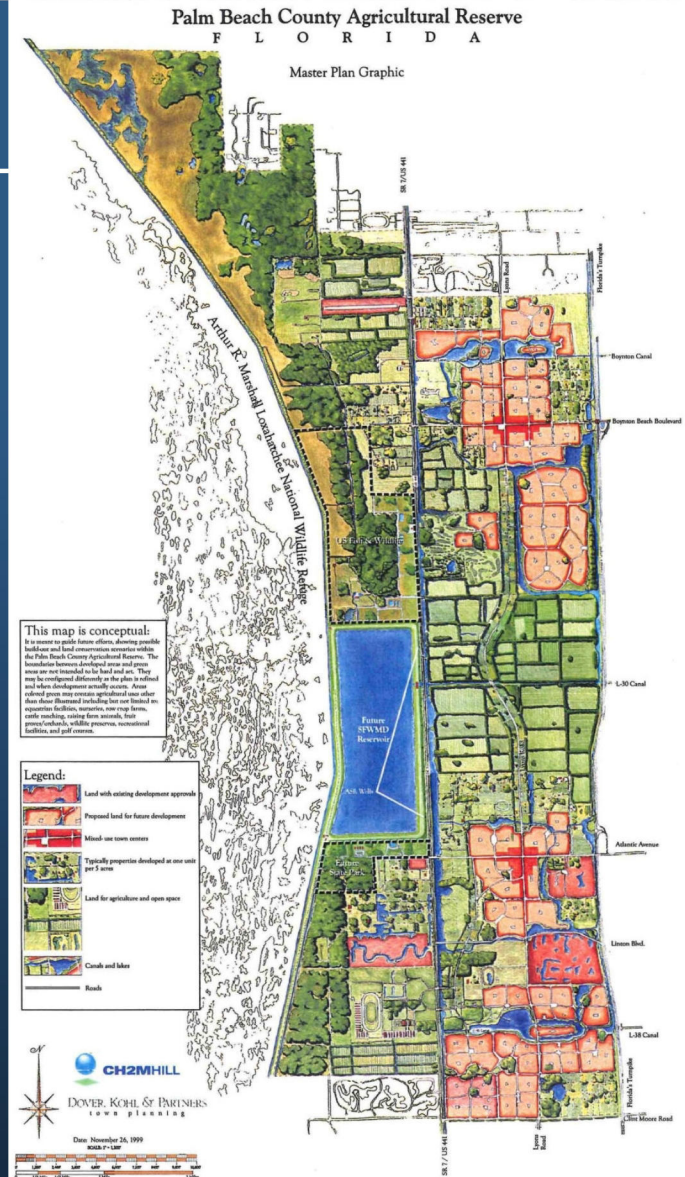 Palm Beach County Agricultural Reserve
F L O R I D A
Master Plan Graphic
SR 7/US 441
Lyons Road
Florida's Turnpike
Boynton Canal
Boynton Beach Boulevard
Arthur R. Marshall Loxahatchee National Wildlife Refuge
US Fish & Wildlife
This map is conceptual:
It is meant to guide future efforts, showing possible
build-out and land conservation scenarios within
the Palm Beach County Agricultural Reserve. The
boundaries between developed areas and green
areas are not intended to be hard and set. They
may be configured differently as the plan is refined
and when development actually occurs. Areas
colored green may contain agricultural uses other
than those illustrated including but not limited to:
equestrian facilities, nurseries, row crop farms,
cattle ranching, raising farm animals, fruit
groves/orchards, wildlife preserves, recreational
facilities, and golf courses.
L-30 Canal
Future
SFWMD
Reservoir
ASR Wells
Legend:
Land with existing development approvals
Proposed land for future development
Mixed- use town centers
Typically properties developed at one unit
per 5 acres
Land for agriculture and open space
Canals and lakes
Roads
Atlantic Avenue
Future
State Park
Linton Blvd.
L-38 Canal
Florida's Turnpike
Clint Moore Road
Lyons
Road
SR 7 / US 441
N
CH2MHILL
DOVER, KOHL & PARTNERS
town planning
Date: November 26, 1999